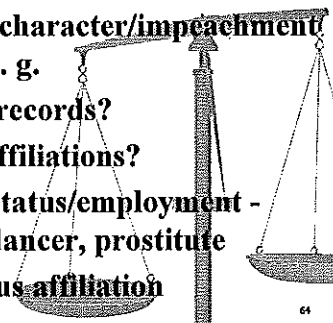 character/impeachment
. g.
records?
ffiliations?
tatus/employment -
lancer, prostitute
us affiliation
64